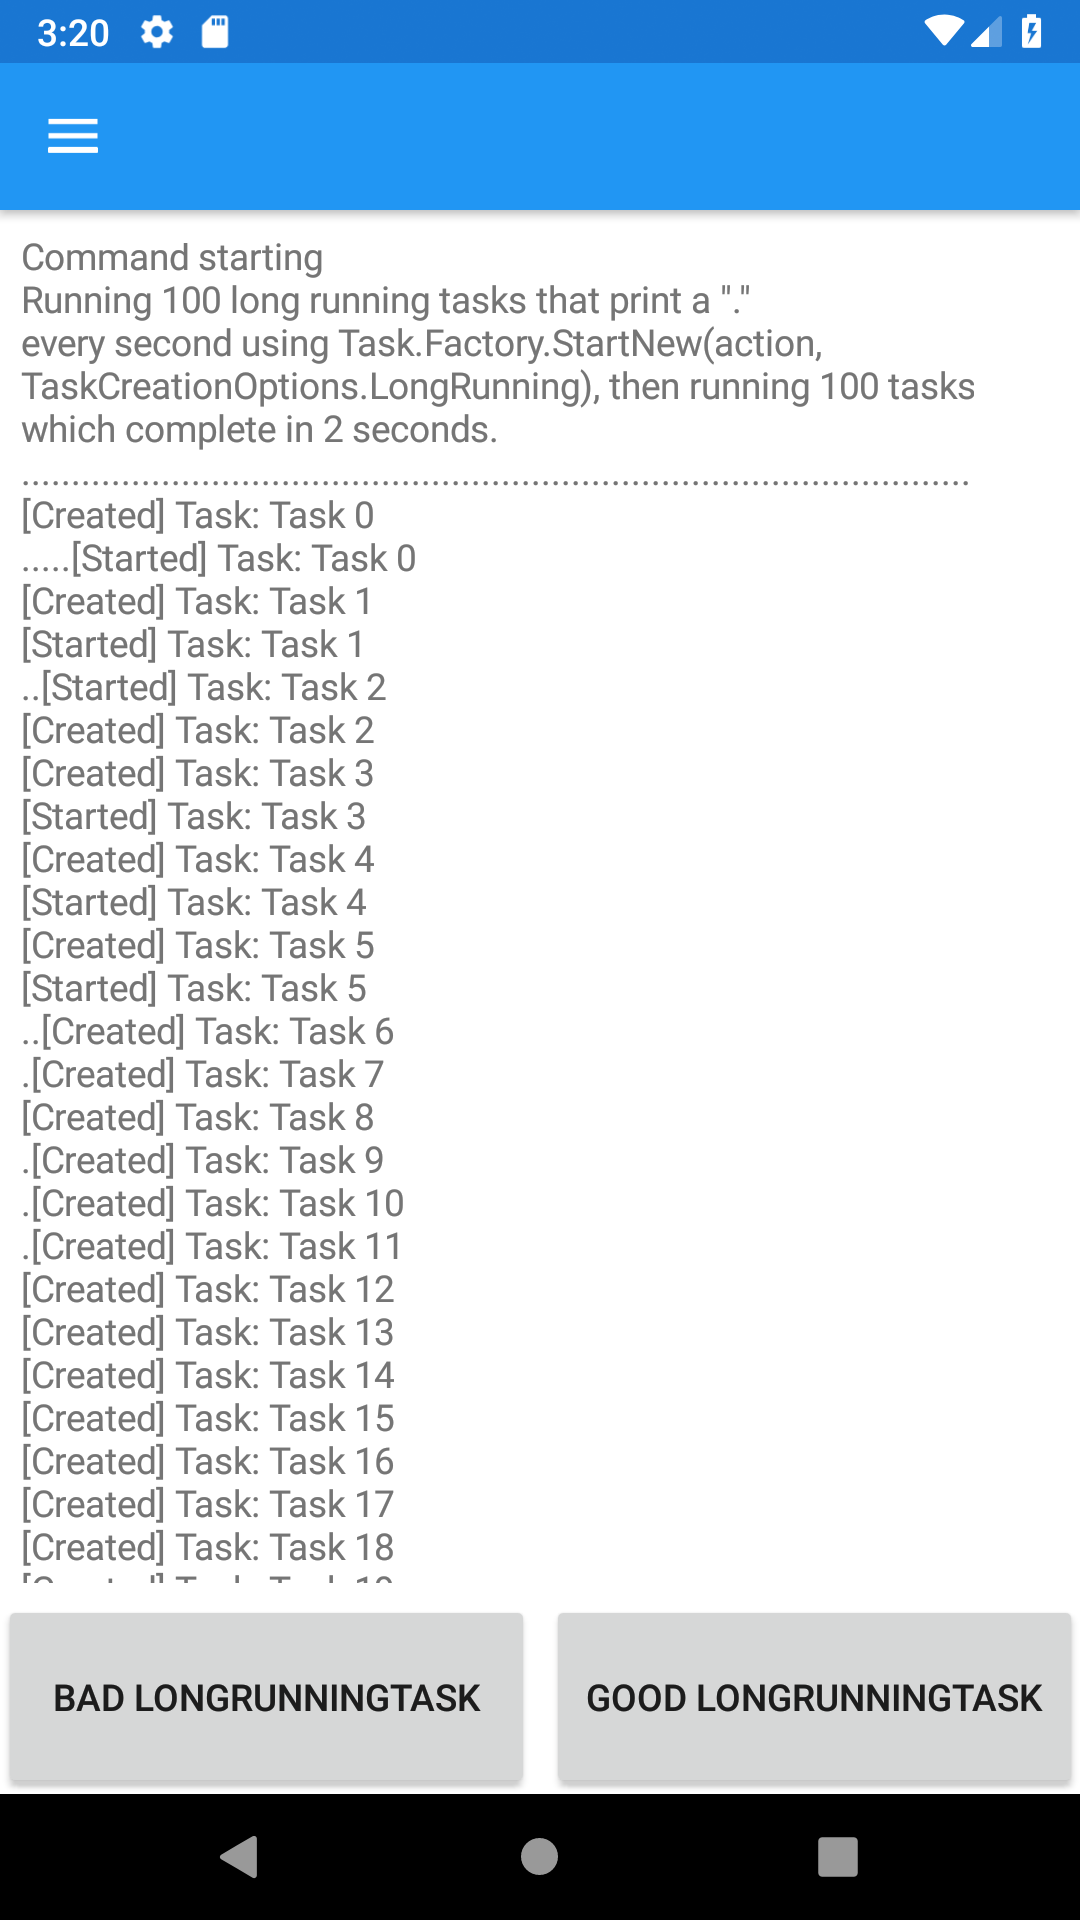 3:20
Command starting
Running 100 long running tasks that print a "."
every second using Task.Factory.StartNew(action,
TaskCreationOptions.LongRunning), then running 100 tasks
which complete in 2 seconds.
...............................................................................................
[Created] Task: Task 0
.....[Started] Task: Task 0
[Created] Task: Task 1
[Started] Task: Task 1
..[Started] Task: Task 2
[Created] Task: Task 2
[Created] Task: Task 3
[Started] Task: Task 3
[Created] Task: Task 4
[Started] Task: Task 4
[Created] Task: Task 5
[Started] Task: Task 5
..[Created] Task: Task 6
.[Created] Task: Task 7
[Created] Task: Task 8
.[Created] Task: Task 9
.[Created] Task: Task 10
.[Created] Task: Task 11
[Created] Task: Task 12
[Created] Task: Task 13
[Created] Task: Task 14
[Created] Task: Task 15
[Created] Task: Task 16
[Created] Task: Task 17
[Created] Task: Task 18
BAD LONGRUNNINGTASK
GOOD LONGRUNNINGTASK